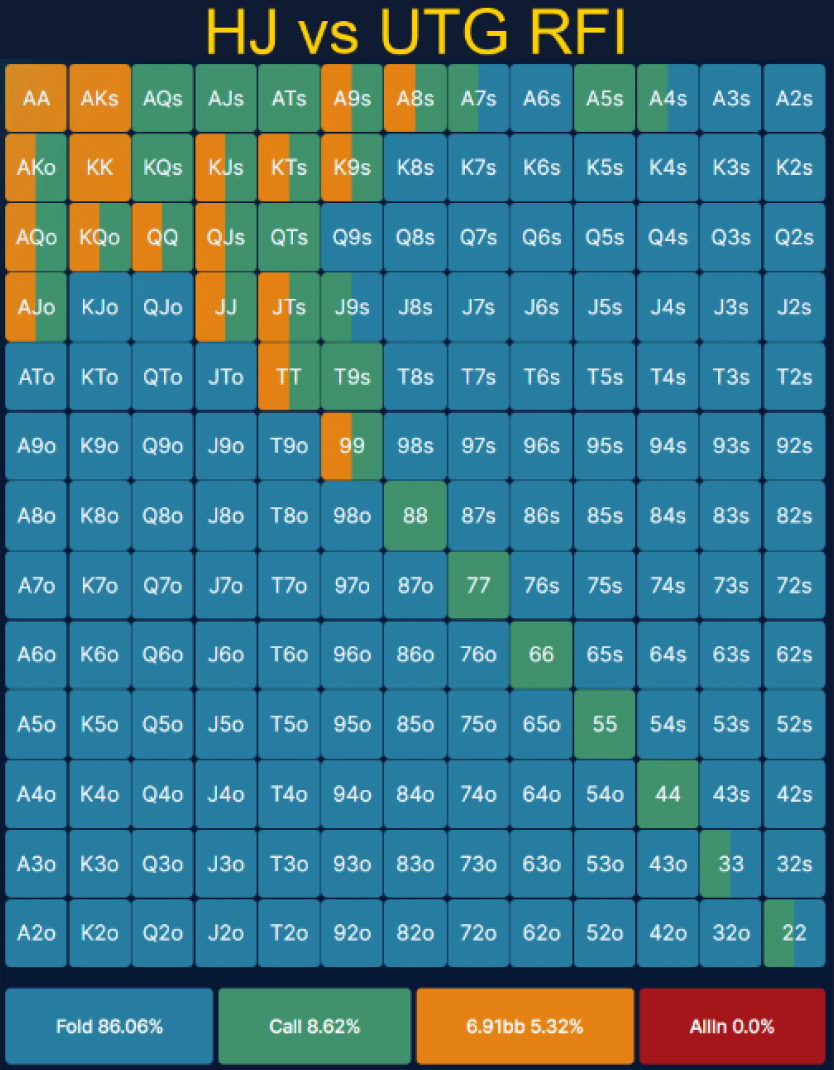 HJ vs UTG RFI
AA AKs AQs AJs ATs A9s A8s A7s A6s A5s A4s A3s A2s
AKo KK KQs KJs KTs K9s K8s K7s K6s K5s K4s K3s K2s
AQo KQo QQ QJs QTs Q9s Q8s Q7s Q6s Q5s Q4s Q3s Q2s
AJo KJo QJo JJ JTs J9s J8s J7s J6s J5s J4s J3s J2s
ATo KTo QTo JTo TT T9s T8s T7s T6s T5s T4s T3s T2s
A9o K9o Q9o J9o T9o 99 98s 97s 96s 95s 94s 93s 92s
A8o K8o Q8o J8o T8o 98o 88 87s 86s 85s 84s 83s 82s
A7o K7o Q7o J7o T7o 97o 87o 77 76s 75s 74s 73s 72s
A6o K6o Q6o J6o T6o 96o 86o 76o 66 65s 64s 63s 62s
A5o K5o Q5o J5o T5o 95o 85o 75o 65o 55 54s 53s 52s
A4o K4o Q4o J4o T4o 94o 84o 74o 64o 54o 44 43s 42s
A3o K3o Q3o J3o T3o 93o 83o 73o 63o 53o 43o 33 32s
A2o K2o Q2o J2o T2o 92o 82o 72o 62o 52o 42o 32o 22
Fold 86.06% Call 8.62% 6.91bb 5.32% AllIn 0.0%